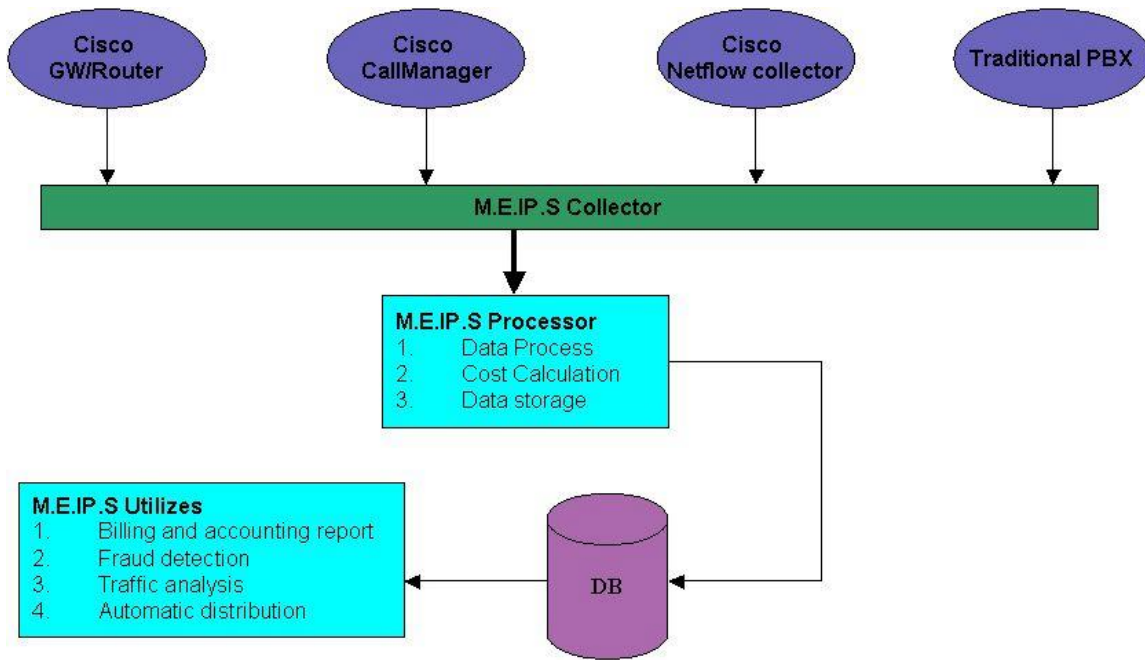 Cisco
GW/Router
Cisco
CallManager
Cisco
Netflow collector
Traditional PBX
M.E.IP.S Collector
M.E.IP.S Processor
1. Data Process
2. Cost Calculation
3. Data storage
M.E.IP.S Utilizes
1. Billing and accounting report
2. Fraud detection
3. Traffic analysis
4. Automatic distribution
DB